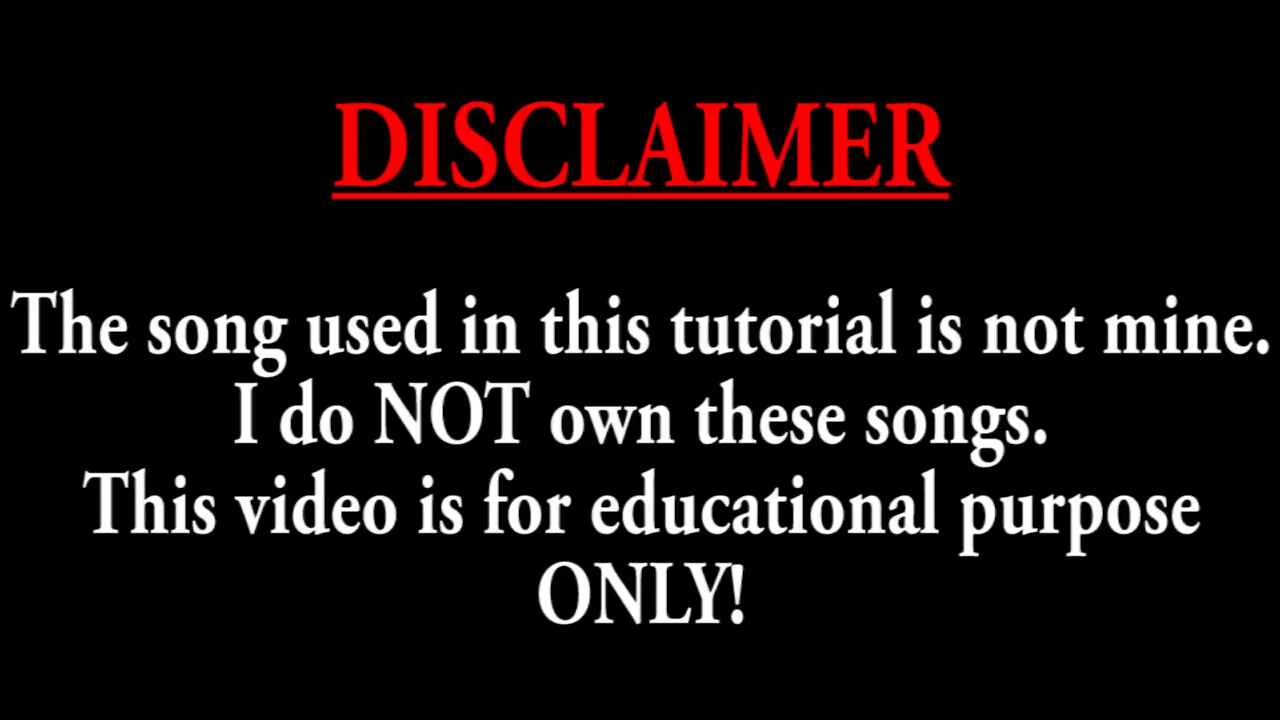 DISCLAIMER
The song used in this tutorial is not mine.
I do NOT own these songs.
This video is for educational purpose
ONLY!